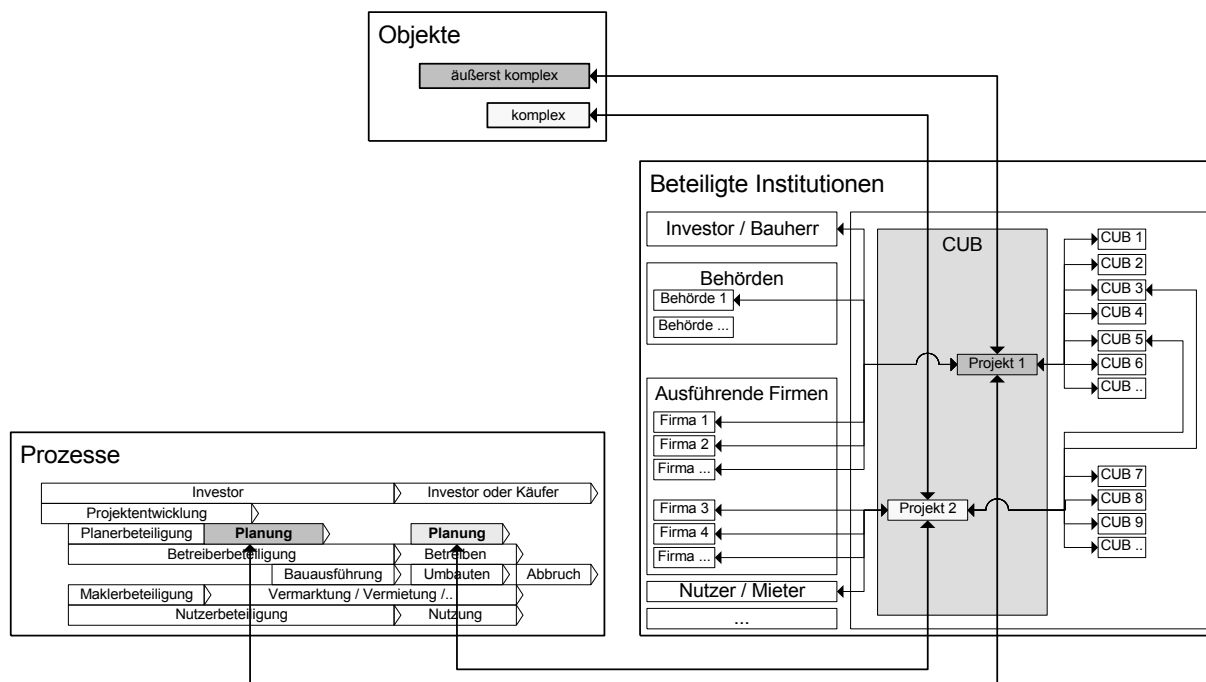 Objekte
äußerst komplex
komplex
Beteiligte Institutionen
Investor / Bauherr
Behörden
Behörde 1
Behörde ...
Ausführende Firmen
Firma 1
Firma 2
Firma ...
Firma 3
Firma 4
Firma ...
Nutzer / Mieter
...
CUB
Projekt 1
Projekt 2
CUB 1
CUB 2
CUB 3
CUB 4
CUB 5
CUB 6
CUB ..
CUB 7
CUB 8
CUB 9
CUB ..
Prozesse
Investor
Investor oder Käufer
Projektentwicklung
Planerbeteiligung
Planung
Planung
Betreiberbeteiligung
Betreiben
Bauausführung
Umbauten
Abbruch
Maklerbeteiligung
Vermarktung / Vermietung /..
Nutzerbeteiligung
Nutzung